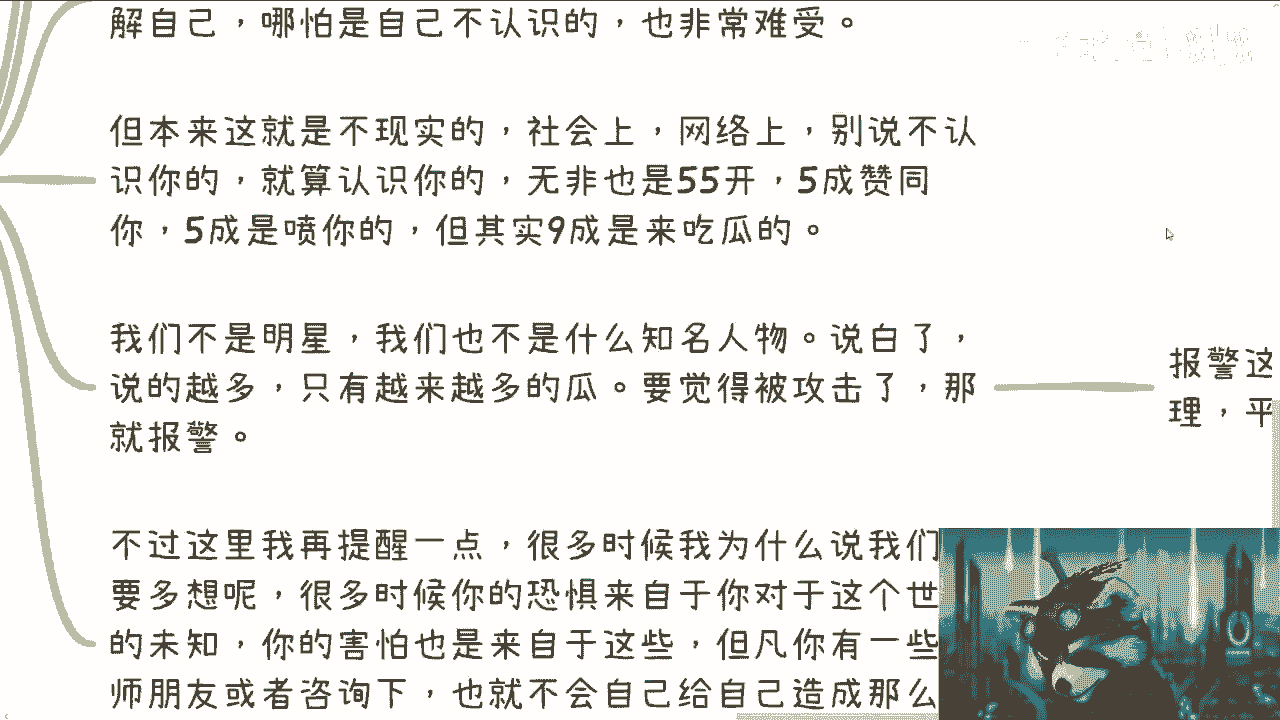 解自己，哪怕是自己不认识的，也非常难受。
但本来这就是不现实的，社会上，网络上，别说不认
识你的，就算认识你的，无非也是55开，5成赞同
你，5成是喷你的，但其实9成是来吃瓜的。
我们不是明星，我们也不是什么知名人物。说白了，
说的越多，只有越来越多的瓜。要觉得被攻击了，那
就报警。
报警这
理，平
不过这里我再提醒一点，很多时候我为什么说我们
要多想呢，很多时候你的恐惧来自于你对于这个世
的未知，你的害怕也是来自于这些，但凡你有一些
师朋友或者咨询下，也就不会自己给自己造成那么